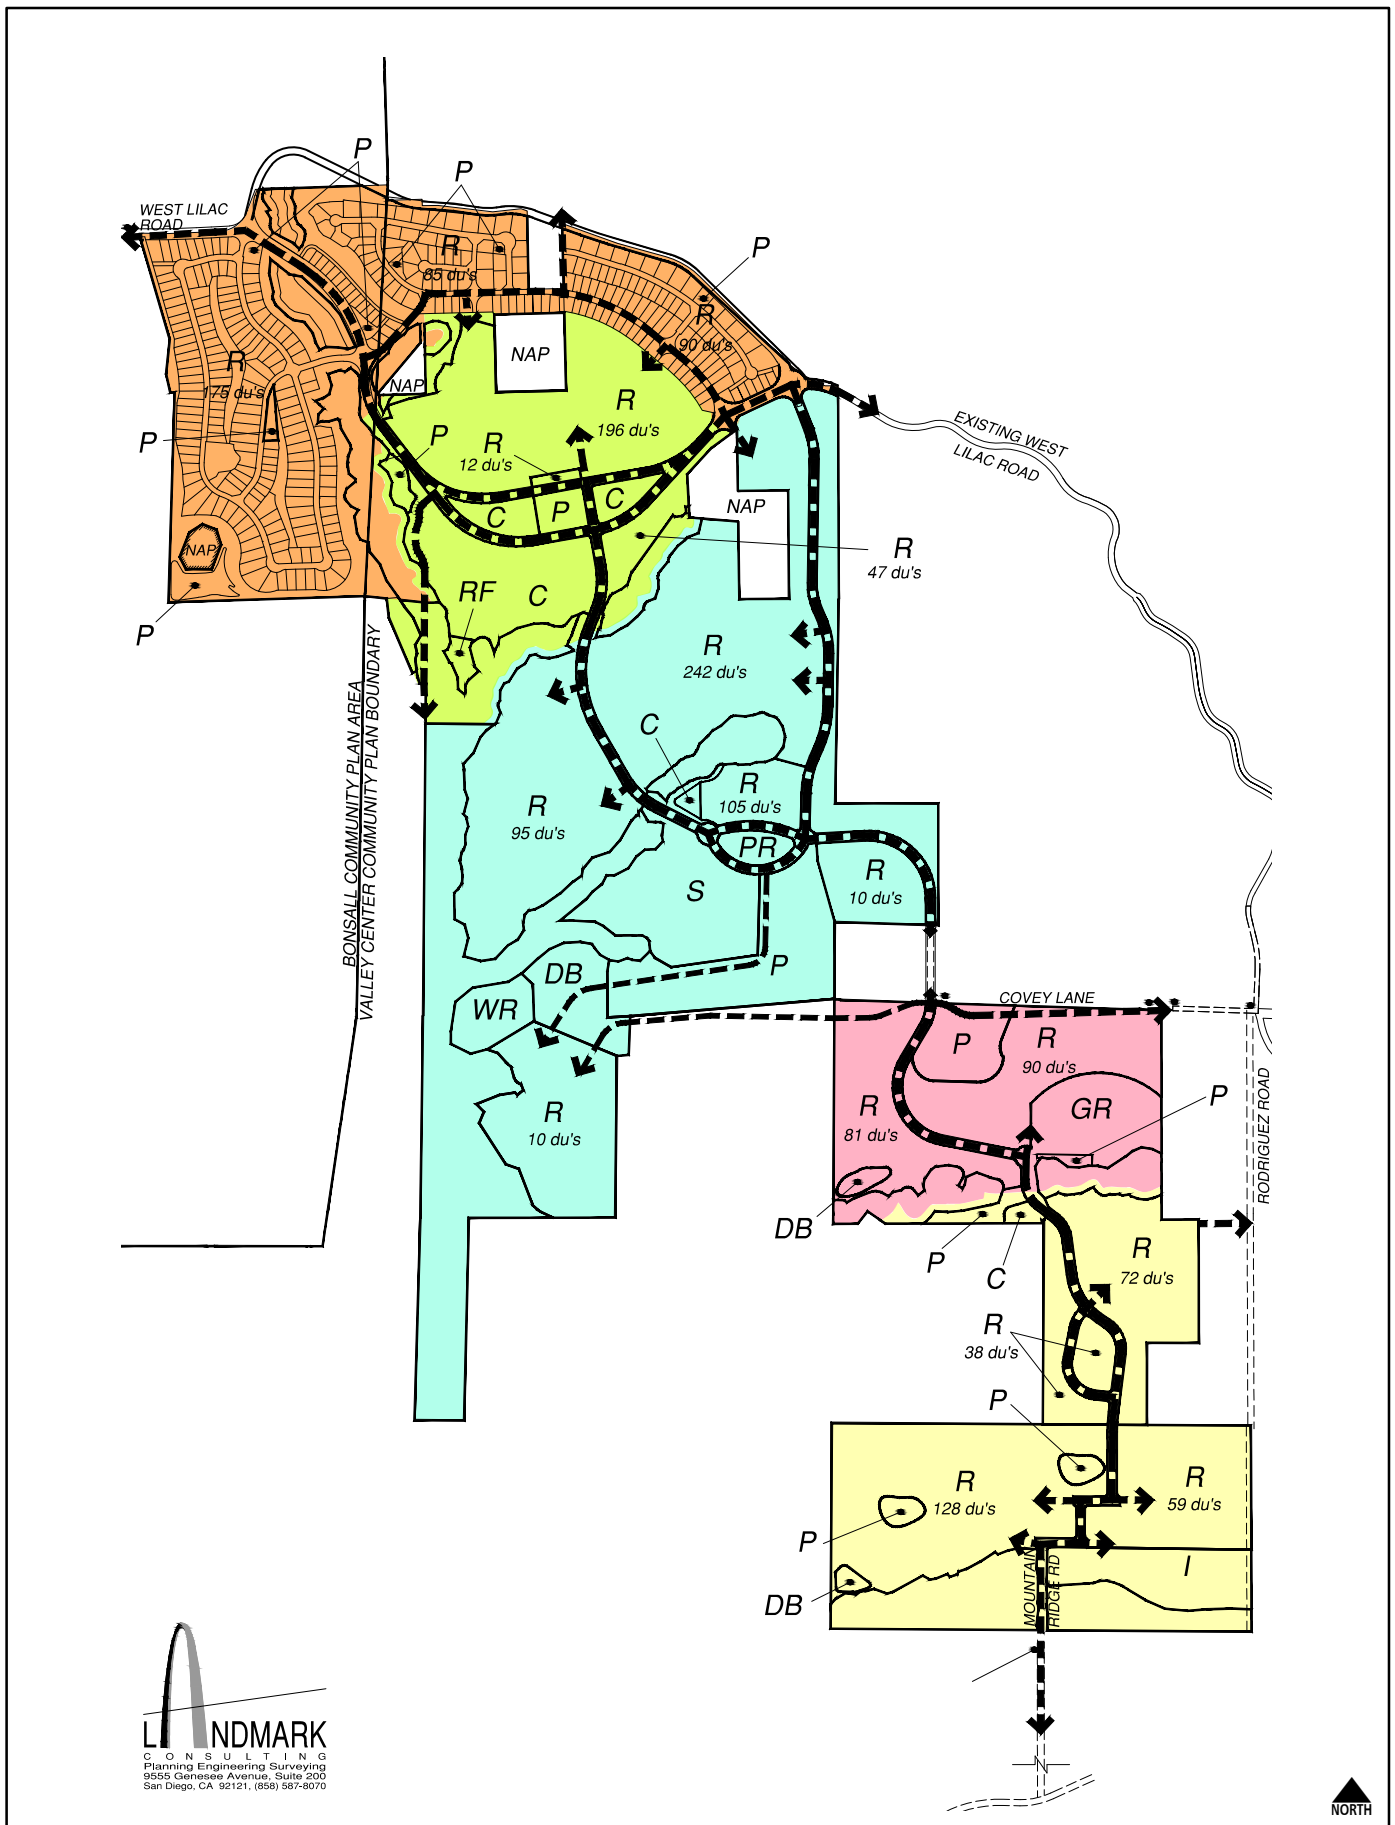 P
P
WEST LILAC
ROAD
P
R
85 du's
R
90 du's
NAP
R
175 du's
NAP
R
196 du's
EXISTING WEST
LILAC ROAD
P
P
R
12 du's
C
P
C
NAP
NAP
R
47 du's
RF
C
P
R
242 du's
BONSALL COMMUNITY PLAN AREA
VALLEY CENTER COMMUNITY PLAN BOUNDARY
C
R
105 du's
R
95 du's
PR
R
10 du's
S
DB
P
WR
COVEY LANE
P
R
90 du's
R
10 du's
R
81 du's
GR
P
RODRIGUEZ ROAD
DB
P
C
R
72 du's
R
38 du's
P
R
128 du's
R
59 du's
P
I
DB
MOUNTAIN
RIDGE RD
LANDMARK
CONSULTING
Planning Engineering Surveying
9555 Genesee Avenue, Suite 200
San Diego, CA 92121, (858) 587-8070
N
NORTH